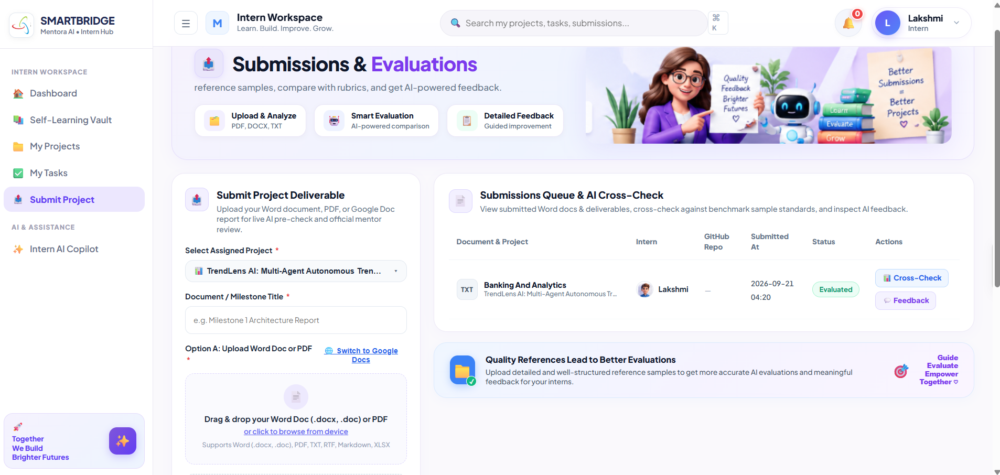 SMARTBRIDGE
Mentora AI • Intern Hub
INTERN WORKSPACE
Dashboard
Self-Learning Vault
My Projects
My Tasks
Submit Project
AI & ASSISTANCE
Intern AI Copilot
Together
We Build
Brighter Futures
M
Intern Workspace
Learn. Build. Improve. Grow.
Search my projects, tasks, submissions...
⌘
K
0
L
Lakshmi
Intern
Submissions & Evaluations
reference samples, compare with rubrics, and get AI-powered feedback.
Upload & Analyze
PDF, DOCX, TXT
Smart Evaluation
AI-powered comparison
Detailed Feedback
Guided improvement
Quality
Feedback
Brighter
Futures
Learn
Evaluate
Grow
Better
Submissions
=
Better
Projects
Submit Project Deliverable
Upload your Word document, PDF, or Google Doc
report for live AI pre-check and official mentor
review.
Select Assigned Project *
TrendLens AI: Multi-Agent Autonomous Tren...
Document / Milestone Title *
e.g. Milestone 1 Architecture Report
Option A: Upload Word Doc or PDF
*
Switch to Google
Docs
Drag & drop your Word Doc (.docx, .doc) or PDF
or click to browse from device
Supports Word (.docx, .doc), PDF, TXT, RTF, Markdown, XLSX
Submissions Queue & AI Cross-Check
View submitted Word docs & deliverables, cross-check against benchmark sample standards, and inspect AI feedback.
Document & Project
Intern
GitHub
Repo
Submitted
At
Status
Actions
TXT
Banking And Analytics
TrendLens AI: Multi-Agent Autonomous Tr...
Lakshmi
—
2026-09-21
04:20
Evaluated
Cross-Check
Feedback
Quality References Lead to Better Evaluations
Upload detailed and well-structured reference samples to get more accurate AI evaluations and meaningful
feedback for your interns.
Guide
Evaluate
Empower
Together ♡